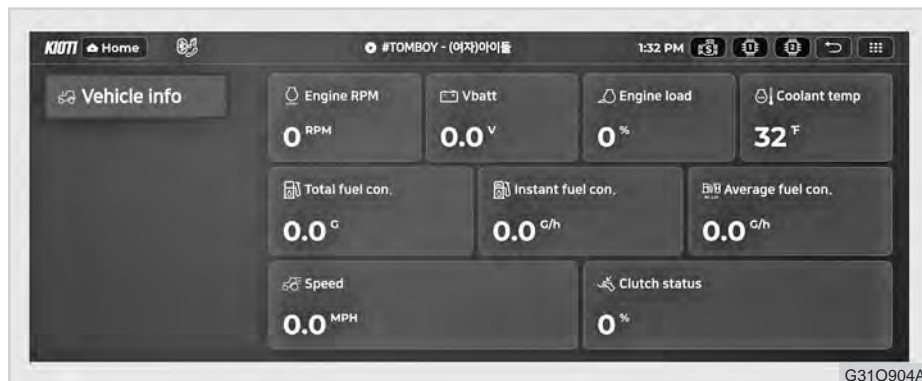 KIOTI Home #TOMBOY - (여자)아이들 1:32 PM S 1 2
Vehicle info
Engine RPM Vbatt Engine load Coolant temp
0 RPM 0.0 V 0 % 32 °F
Total fuel con. Instant fuel con. Average fuel con.
0.0 G 0.0 G/h 0.0 G/h
Speed Clutch status
0.0 MPH 0 %
G31O904A